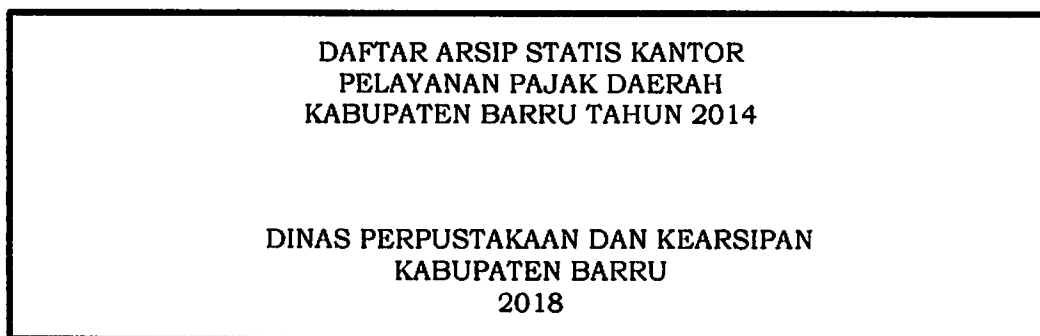 DAFTAR ARSIP STATIS KANTOR
PELAYANAN PAJAK DAERAH
KABUPATEN BARRU TAHUN 2014
DINAS PERPUSTAKAAN DAN KEARSIPAN
KABUPATEN BARRU
2018